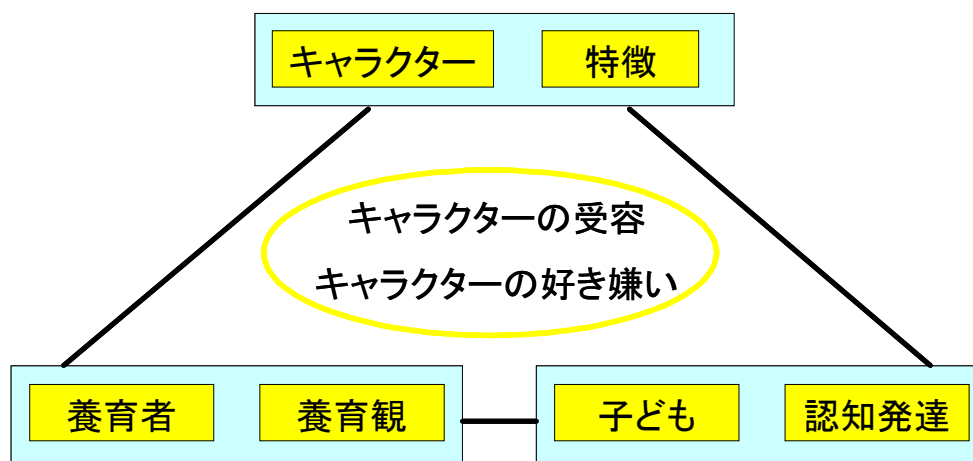 キャラクター 特徴
キャラクターの受容
キャラクターの好き嫌い
養育者 養育観 子ども 認知発達